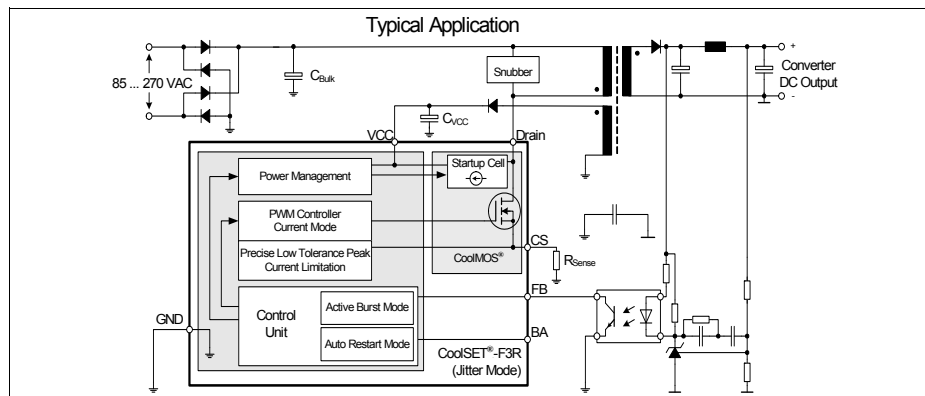 Typical Application
+
Snubber
CBulk
85 ... 270 VAC
Converter
DC Output
-
CVCC
VCC
Drain
Startup Cell
Power Management
PWM Controller
Current Mode
CS
Precise Low Tolerance Peak
Current Limitation
CoolMOS®
RSense
FB
GND
Control
Unit
Active Burst Mode
Auto Restart Mode
BA
CoolSET®-F3R
(Jitter Mode)